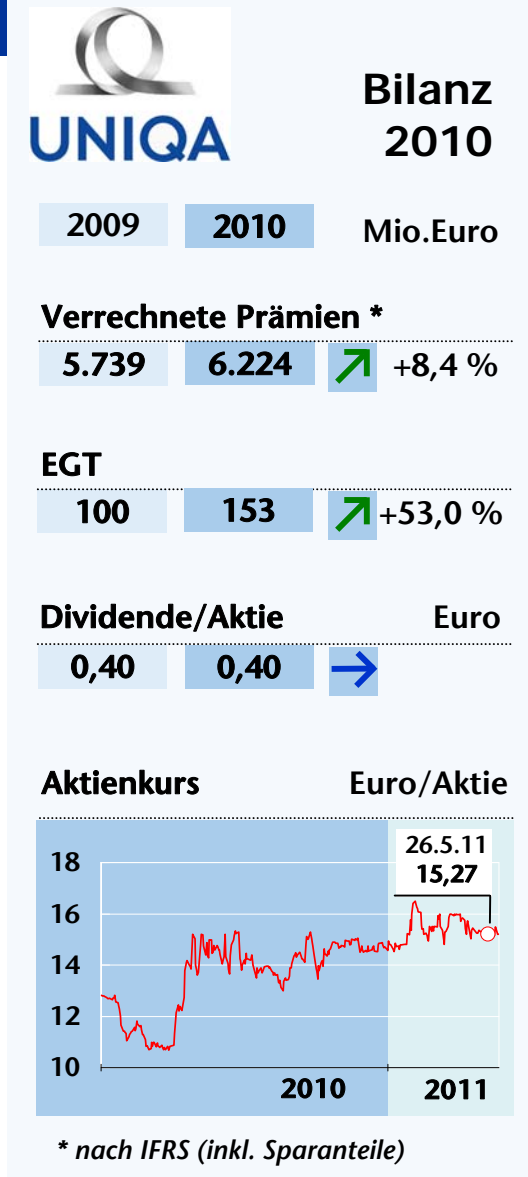 UNIQA
Bilanz
2010
2009 2010 Mio.Euro
Verrechnete Prämien *
5.739 6.224 +8,4 %
EGT
100 153 +53,0 %
Dividende/Aktie Euro
0,40 0,40
Aktienkurs Euro/Aktie
26.5.11
15,27
18
16
14
12
10
2010 2011
* nach IFRS (inkl. Sparanteile)